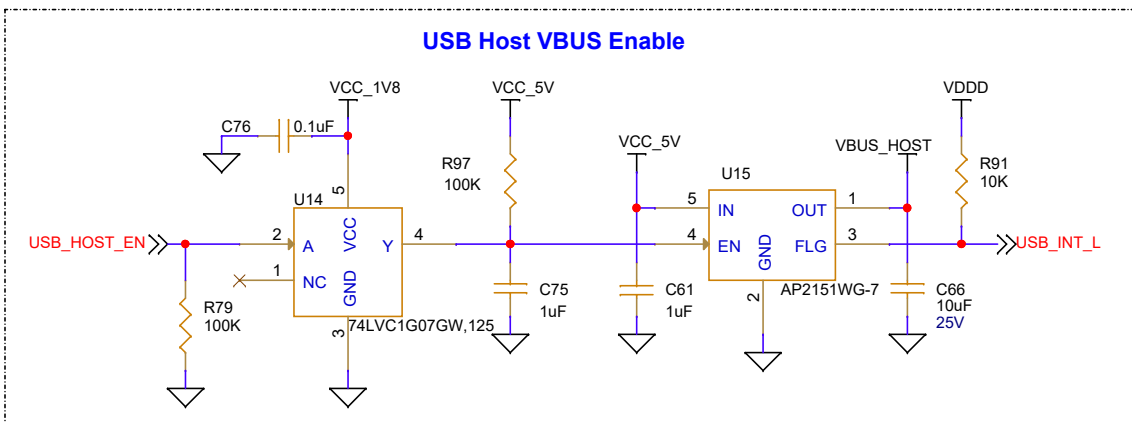 USB Host VBUS Enable
VCC_1V8
VCC_5V
VDDD
C76
0.1uF
VCC_5V
VBUS_HOST
R97
100K
R91
10K
U14
U15
5
VCC
5
IN
OUT
1
USB_HOST_EN
2
A
Y
4
4
EN
FLG
3
USB_INT_L
1
NC
GND
GND
R79
100K
3
74LVC1G07GW,125
C75
1uF
C61
1uF
2
AP2151WG-7
C66
10uF
25V